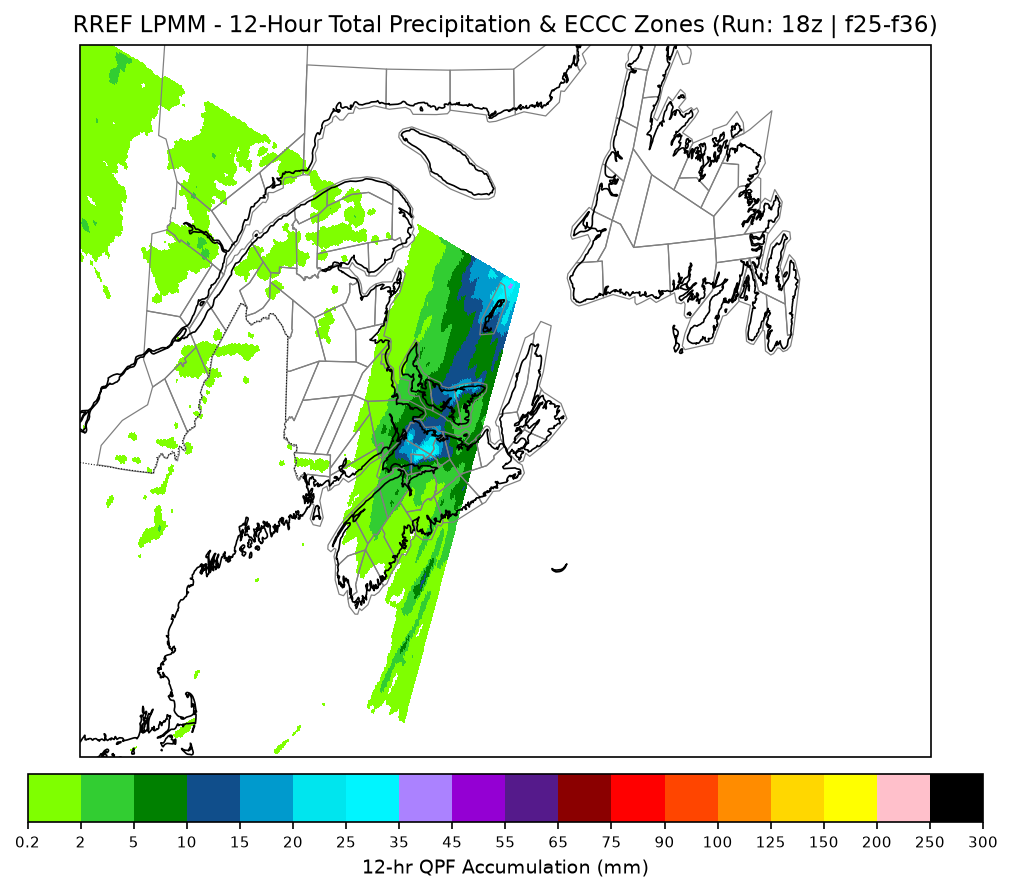 RREF LPMM - 12-Hour Total Precipitation & ECCC Zones (Run: 18z | f25-f36)
0.2 2 5 10 15 20 25 35 45 55 65 75 90 100 125 150 200 250 300
12-hr QPF Accumulation (mm)